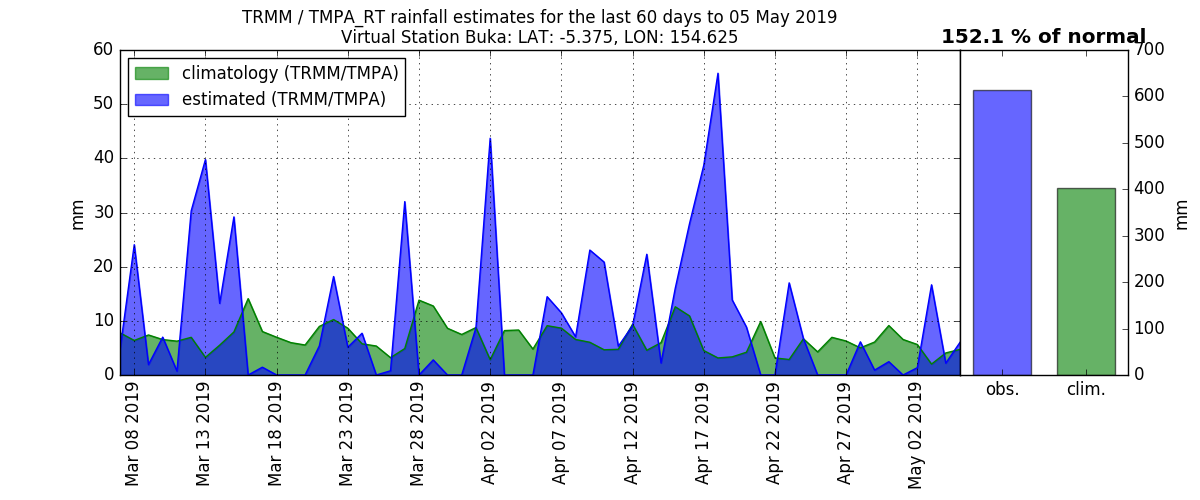 TRMM / TMPA_RT rainfall estimates for the last 60 days to 05 May 2019
Virtual Station Buka: LAT: -5.375, LON: 154.625
152.1 % of normal
climatology (TRMM/TMPA)
estimated (TRMM/TMPA)
60
50
40
30
20
10
0
mm
700
600
500
400
300
200
100
0
mm
Mar 08 2019
Mar 13 2019
Mar 18 2019
Mar 23 2019
Mar 28 2019
Apr 02 2019
Apr 07 2019
Apr 12 2019
Apr 17 2019
Apr 22 2019
Apr 27 2019
May 02 2019
obs.
clim.